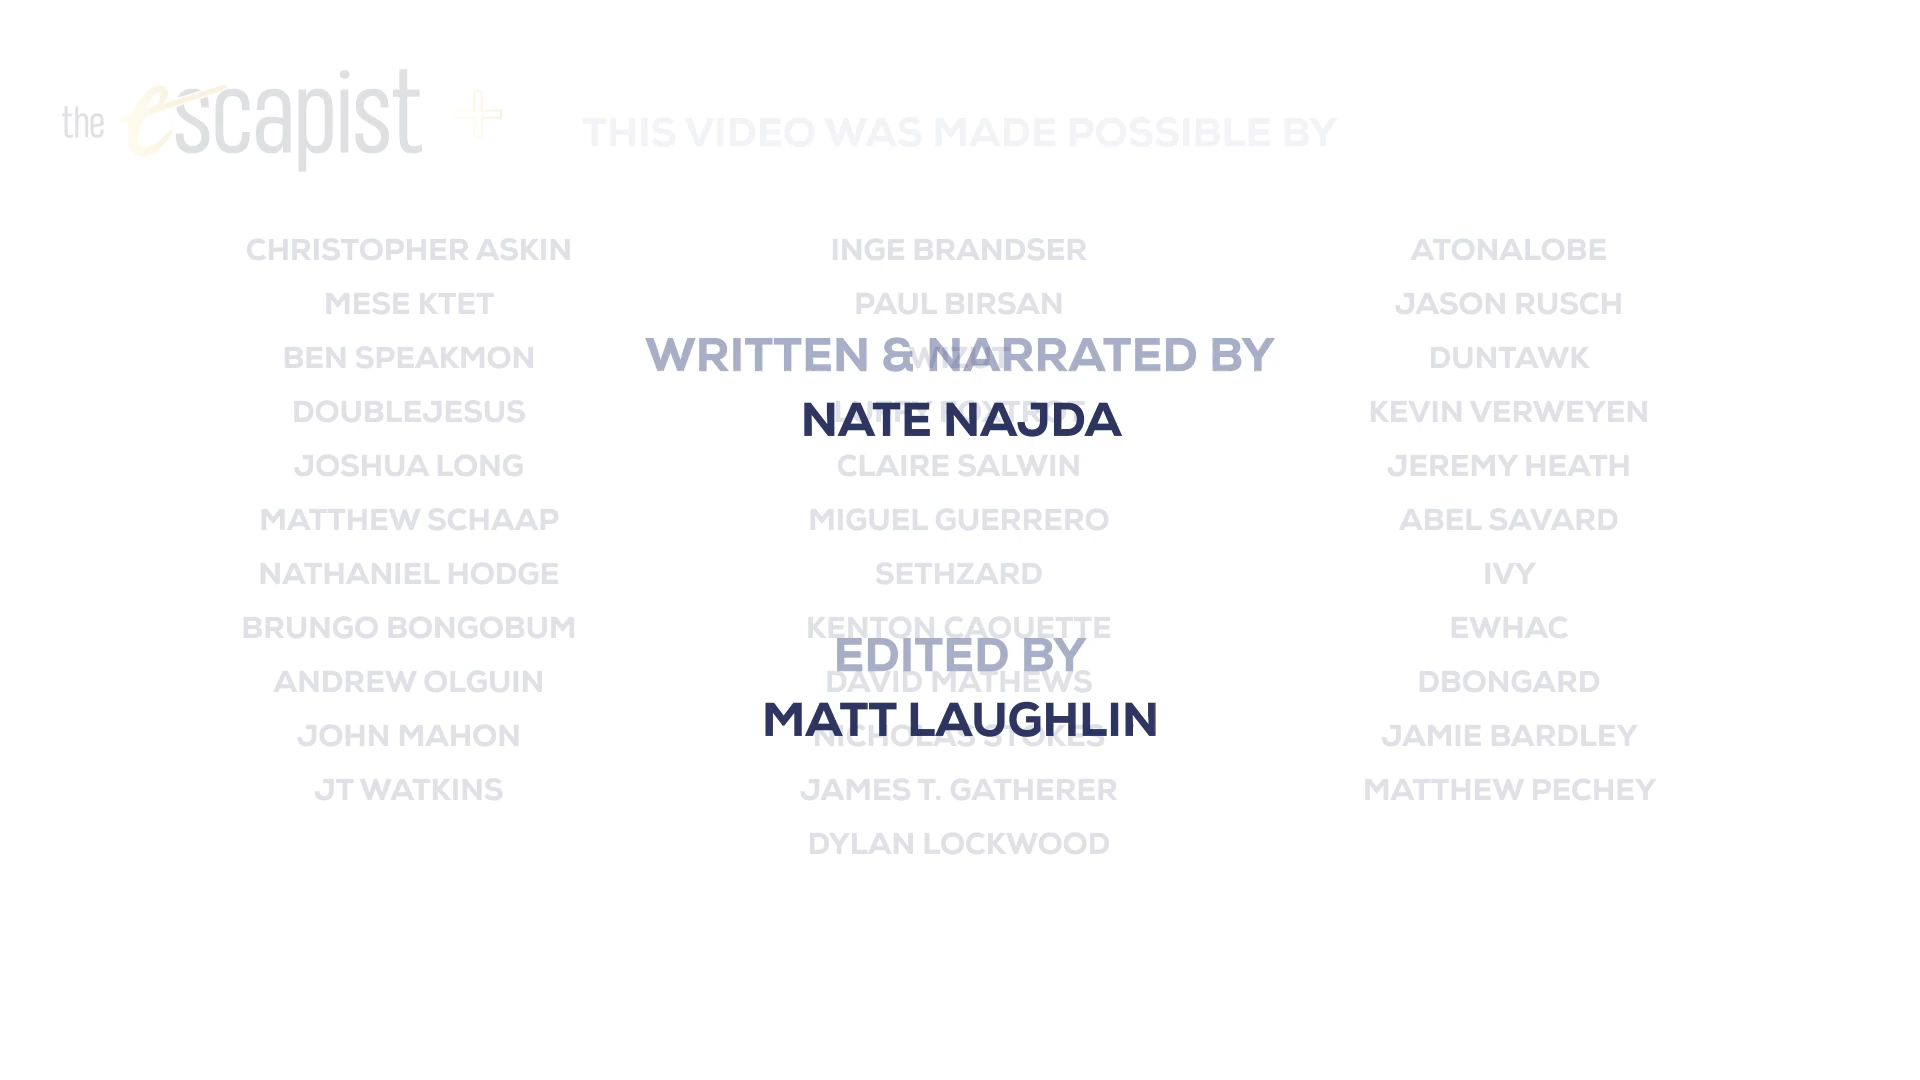 the escapist +
THIS VIDEO WAS MADE POSSIBLE BY
CHRISTOPHER ASKIN
MESE KTET
BEN SPEAKMON
DOUBLEJESUS
JOSHUA LONG
MATTHEW SCHAAP
NATHANIEL HODGE
BRUNGO BONGOBUM
ANDREW OLGUIN
JOHN MAHON
JT WATKINS
INGE BRANDSER
PAUL BIRSAN
CLAIRE SALWIN
MIGUEL GUERRERO
SETHZARD
KENTON CAOUETTE
DAVID MATHEWS
NICHOLAS STOKES
JAMES T. GATHERER
DYLAN LOCKWOOD
ATONALOBE
JASON RUSCH
DUNTAWK
KEVIN VERWEYEN
JEREMY HEATH
ABEL SAVARD
IVY
EWHAC
DBONGARD
JAMIE BARDLEY
MATTHEW PECHEY
WRITTEN & NARRATED BY
NATE NAJDA
EDITED BY
MATT LAUGHLIN